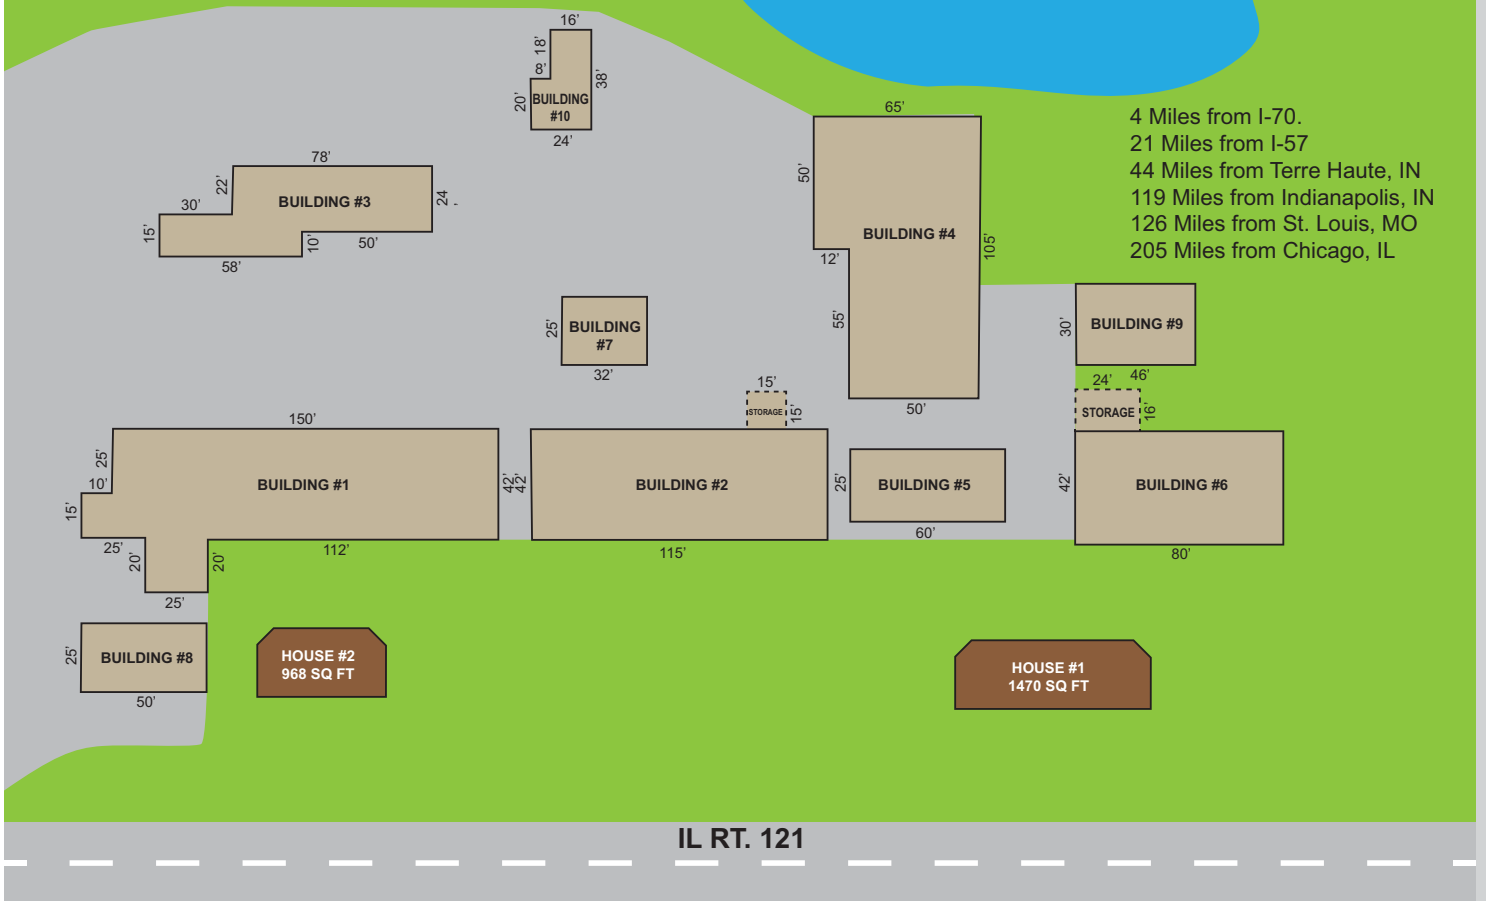 16'
18'
8'
38'
20'
BUILDING
#10
24'
65'
4 Miles from I-70.
21 Miles from I-57
44 Miles from Terre Haute, IN
119 Miles from Indianapolis, IN
126 Miles from St. Louis, MO
205 Miles from Chicago, IL
78'
22'
30'
BUILDING #3
24
15'
10'
50'
58'
50'
BUILDING #4
12'
105'
55'
50'
25'
BUILDING
#7
32'
30'
BUILDING #9
46'
15'
STORAGE
15'
24'
STORAGE
16'
150'
25'
10'
15'
BUILDING #1
42'
25'
20'
20'
112'
25'
42'
BUILDING #2
115'
25'
BUILDING #5
60'
42'
BUILDING #6
80'
25'
BUILDING #8
50'
HOUSE #2
968 SQ FT
HOUSE #1
1470 SQ FT
IL RT. 121